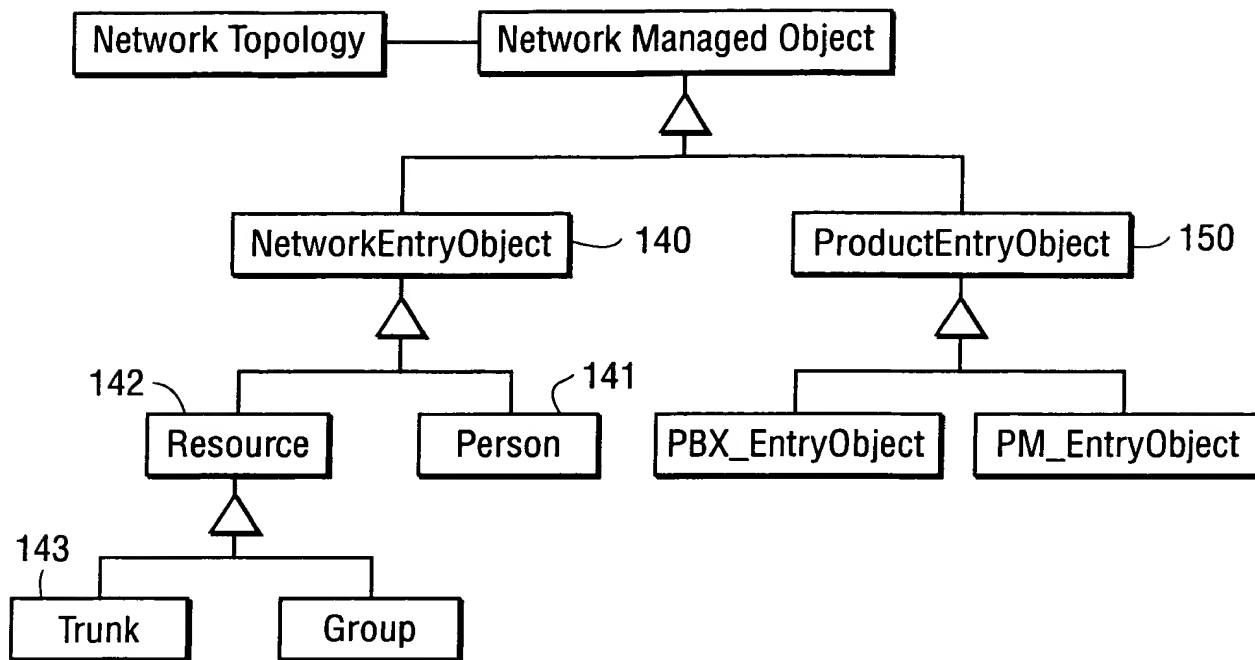 Network Topology
Network Managed Object
NetworkEntryObject
140
ProductEntryObject
150
142
141
Resource
Person
PBX_EntryObject
PM_EntryObject
143
Trunk
Group